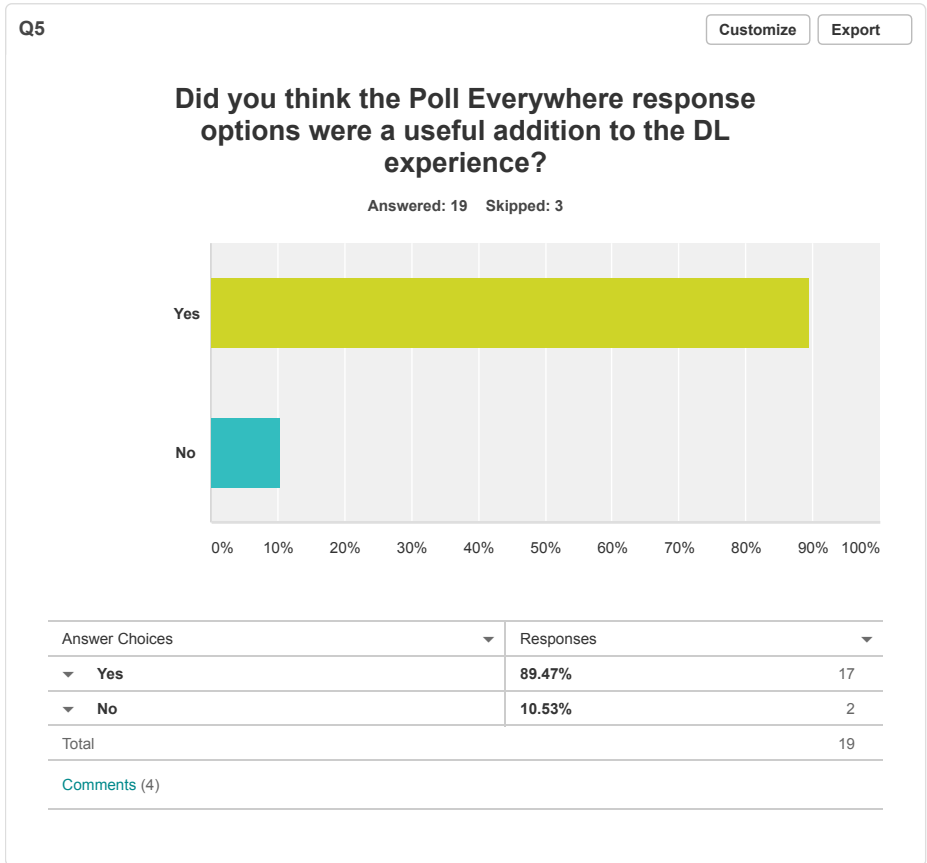 Q5
Customize
Export
Did you think the Poll Everywhere response
options were a useful addition to the DL
experience?
Answered: 19 Skipped: 3
Yes
No
0% 10% 20% 30% 40% 50% 60% 70% 80% 90% 100%
Answer Choices Responses
Yes 89.47% 17
No 10.53% 2
Total 19
Comments (4)